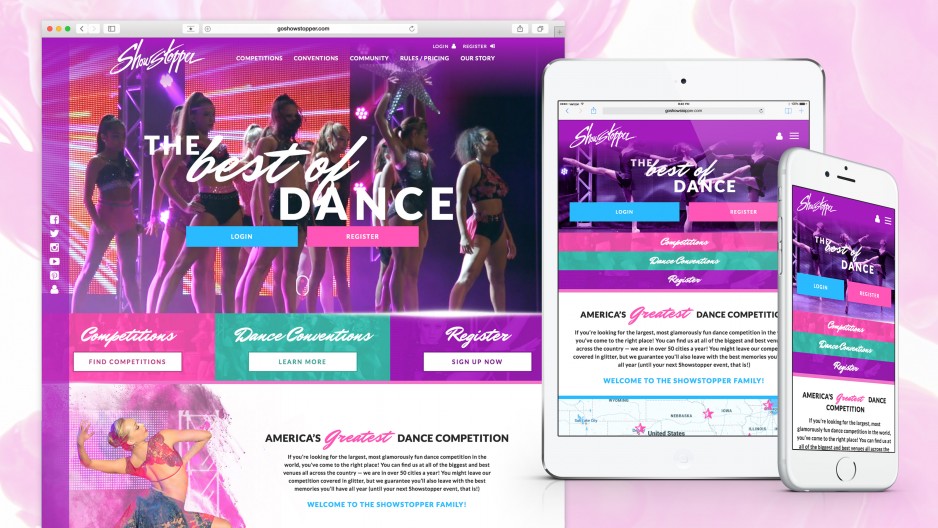 goshowstopper.com
LOGIN REGISTER
Showstopper
COMPETITIONS CONVENTIONS COMMUNITY RULES / PRICING OUR STORY
THE
best of
DANCE
LOGIN REGISTER
Competitions Dance Conventions Register
FIND COMPETITIONS LEARN MORE SIGN UP NOW
AMERICA'S Greatest DANCE COMPETITION
If you're looking for the largest, most glamorously fun dance competition in the
world, you've come to the right place! You can find us at all of the biggest and best
venues all across the country — we are in over 50 cities a year! You might leave our
competition covered in glitter, but we guarantee you'll also leave with the best
memories you'll have all year (until your next Showstopper event, that is!)
WELCOME TO THE SHOWSTOPPER FAMILY!
goshowstopper.com
Showstopper
THE
best of
DANCE
LOGIN REGISTER
Competitions
Dance Conventions
Register
AMERICA'S Greatest DANCE
If you're looking for the largest, most glamorously fun dance competition in the
you've come to the right place! You can find us at all of the biggest and best
across the country — we are in over 50 cities a year! You might leave our
covered in glitter, but we guarantee you'll also leave with the best memories you'll
all year (until your next Showstopper event, that is!)
WELCOME TO THE SHOWSTOPPER FAMILY!
WYOMING
NEBRASKA
IOWA
Salt Lake City
ILLINOIS
United States
Showstopper
THE
best of
DANCE
LOGIN REGISTER
Competitions
Dance Conventions
Register
AMERICA'S Greatest DANCE
COMPETITION
If you're looking for the largest, most
glamorously fun dance competition in the world,
you've come to the right place! You can find us at
all of the biggest and best venues all across the